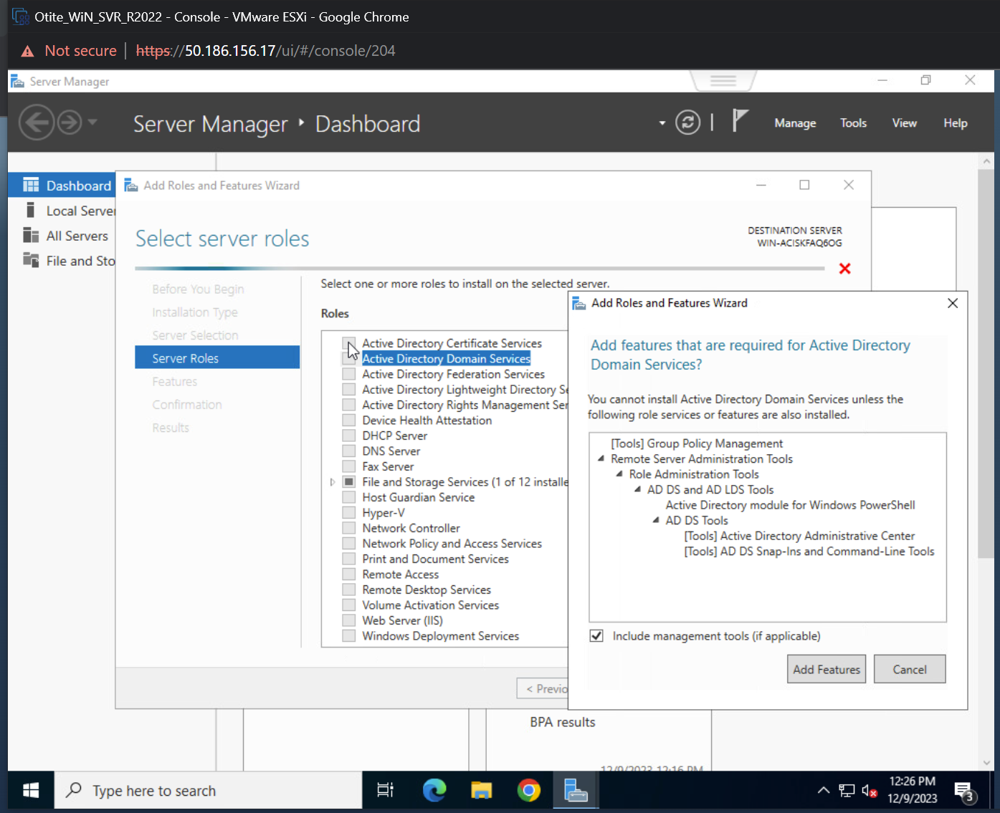 Otite_WiN_SVR_R2022 - Console - VMware ESXi - Google Chrome
Not secure | https://50.186.156.17/ui/#/console/204
Server Manager
Server Manager ‣ Dashboard
Manage Tools View Help
Dashboard
Local Server
All Servers
File and Sto
Add Roles and Features Wizard
Select server roles
DESTINATION SERVER
WIN-ACISKFAQ6OG
Before You Begin
Installation Type
Server Selection
Server Roles
Features
Confirmation
Results
Select one or more roles to install on the selected server.
Roles
Active Directory Certificate Services
Active Directory Domain Services
Active Directory Federation Services
Active Directory Lightweight Directory Se
Active Directory Rights Management Ser
Device Health Attestation
DHCP Server
DNS Server
Fax Server
File and Storage Services (1 of 12 installe
Host Guardian Service
Hyper-V
Network Controller
Network Policy and Access Services
Print and Document Services
Remote Access
Remote Desktop Services
Volume Activation Services
Web Server (IIS)
Windows Deployment Services
< Previo
Add Roles and Features Wizard
Add features that are required for Active Directory
Domain Services?
You cannot install Active Directory Domain Services unless the
following role services or features are also installed.
[Tools] Group Policy Management
Remote Server Administration Tools
Role Administration Tools
AD DS and AD LDS Tools
Active Directory module for Windows PowerShell
AD DS Tools
[Tools] Active Directory Administrative Center
[Tools] AD DS Snap-Ins and Command-Line Tools
Include management tools (if applicable)
Add Features
Cancel
BPA results
12/9/2023 12:16 PM
Type here to search
12:26 PM
12/9/2023
3